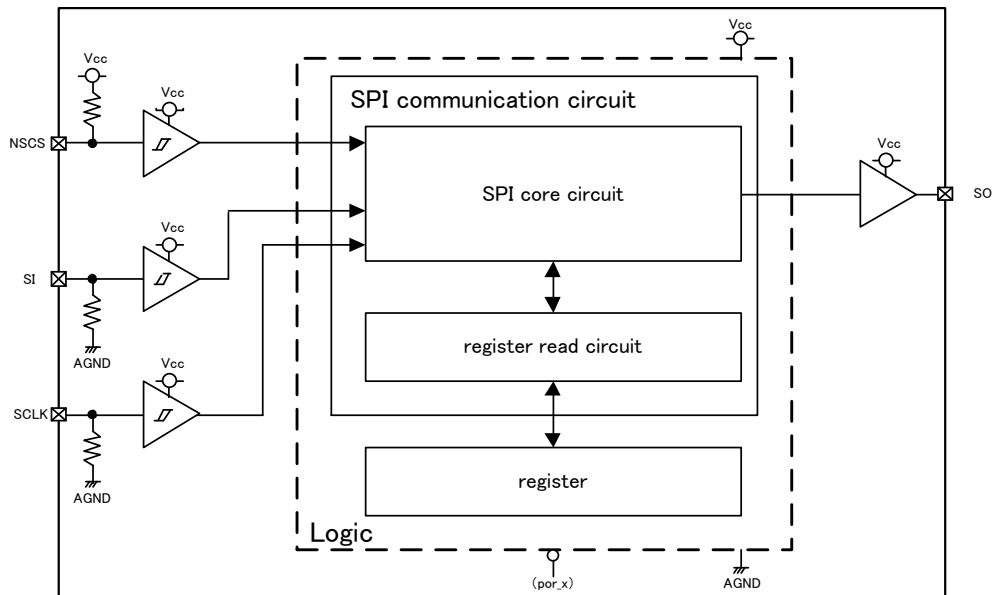 Vcc
Vcc
Vcc
SPI communication circuit
NSCS
SPI core circuit
Vcc
SO
Vcc
SI
AGND
register read circuit
Vcc
SCLK
AGND
register
Logic
(por_x)
AGND